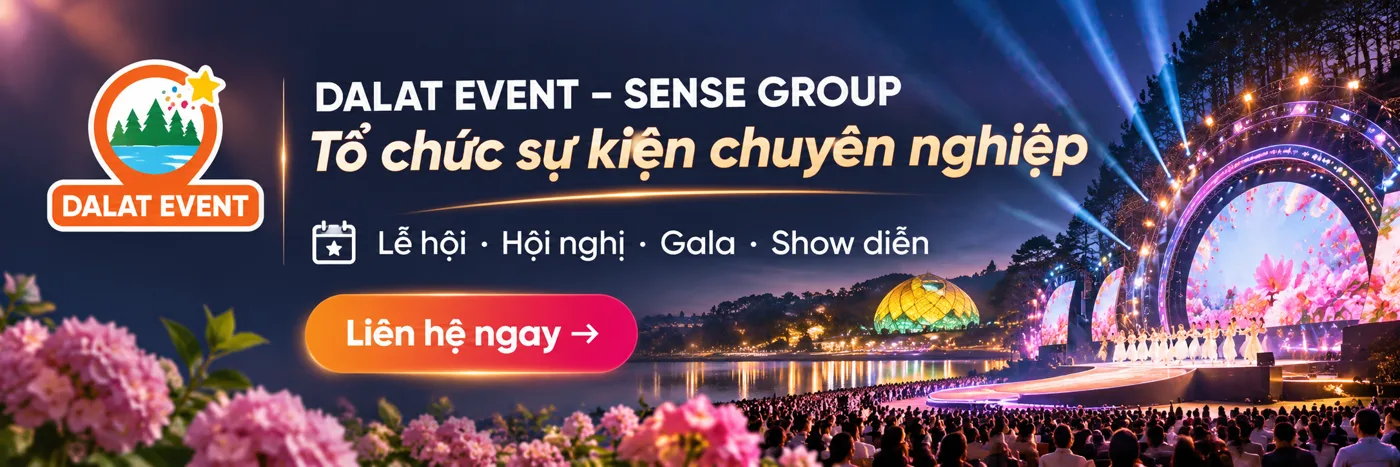 DALAT EVENT
DALAT EVENT – SENSE GROUP
Tổ chức sự kiện chuyên nghiệp
Lễ hội · Hội nghị · Gala · Show diễn
Liên hệ ngay →